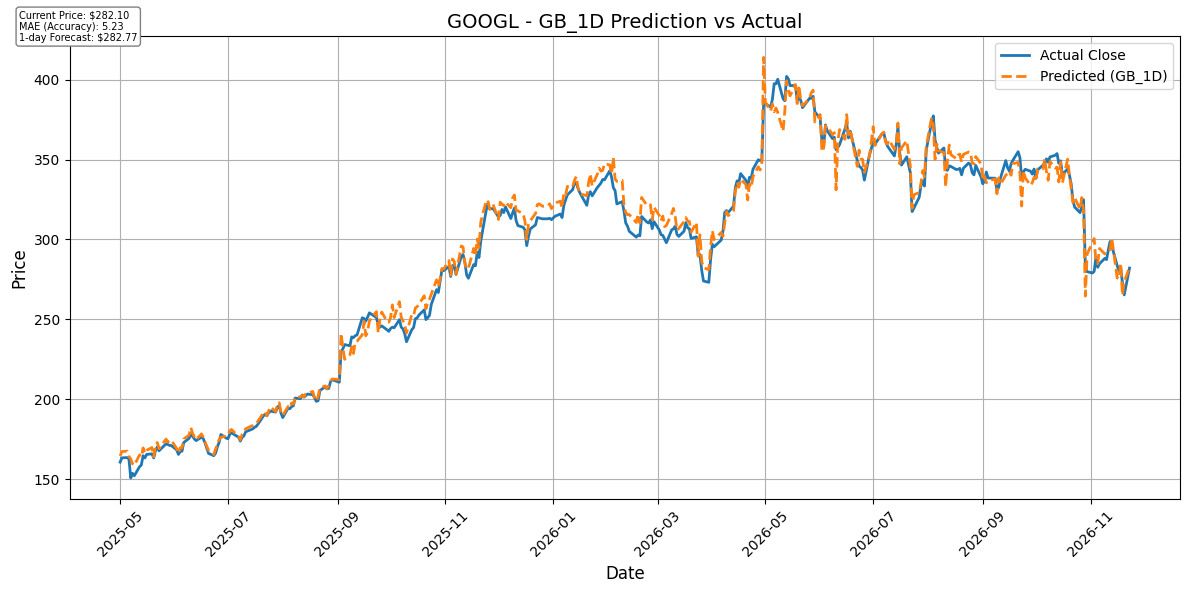 Current Price: $282.10
MAE (Accuracy): 5.23
1-day Forecast: $282.77
GOOGL - GB_1D Prediction vs Actual
Actual Close
Predicted (GB_1D)
Price
400
350
300
250
200
150
2025-05
2025-07
2025-09
2025-11
2026-01
2026-03
2026-05
2026-07
2026-09
2026-11
Date